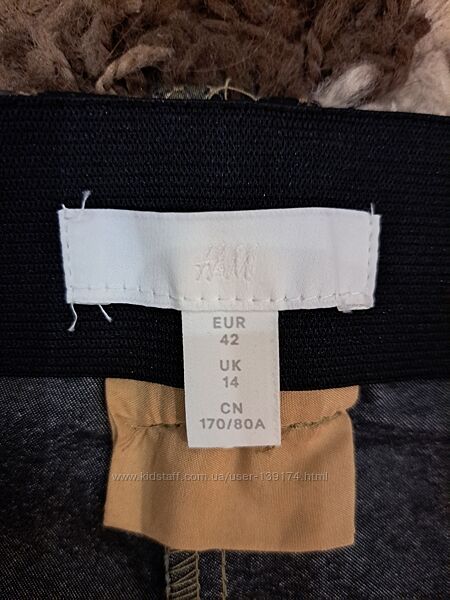 H&M
EUR
42
UK
14
CN
170/80A
www.kidstaff.com.ua/user-139174.html